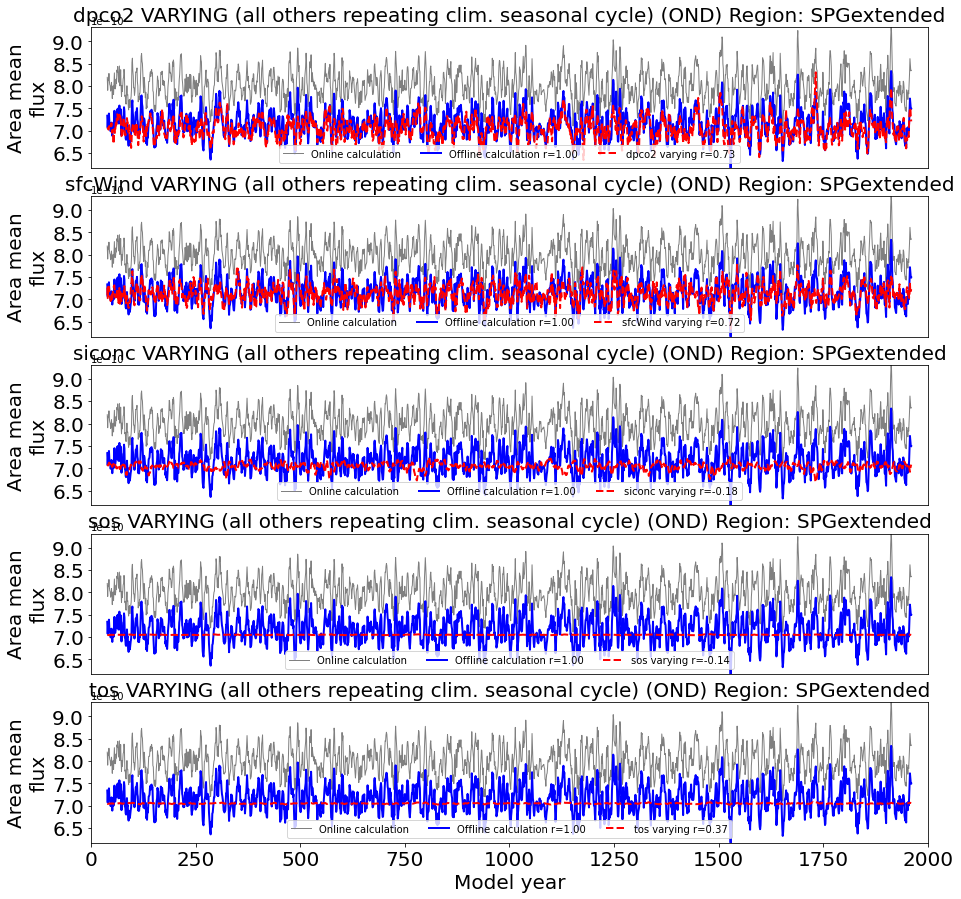 dpco2 VARYING (all others repeating clim. seasonal cycle) (OND) Region: SPGextended
1e-10
9.0
8.5
8.0
7.5
7.0
6.5
Area mean
flux
Online calculation Offline calculation r=1.00 dpco2 varying r=0.73
sfcWind VARYING (all others repeating clim. seasonal cycle) (OND) Region: SPGextended
1e-10
9.0
8.5
8.0
7.5
7.0
6.5
Area mean
flux
Online calculation Offline calculation r=1.00 sfcWind varying r=0.72
siconc VARYING (all others repeating clim. seasonal cycle) (OND) Region: SPGextended
1e-10
9.0
8.5
8.0
7.5
7.0
6.5
Area mean
flux
Online calculation Offline calculation r=1.00 siconc varying r=-0.18
sos VARYING (all others repeating clim. seasonal cycle) (OND) Region: SPGextended
1e-10
9.0
8.5
8.0
7.5
7.0
6.5
Area mean
flux
Online calculation Offline calculation r=1.00 sos varying r=-0.14
tos VARYING (all others repeating clim. seasonal cycle) (OND) Region: SPGextended
1e-10
9.0
8.5
8.0
7.5
7.0
6.5
Area mean
flux
Online calculation Offline calculation r=1.00 tos varying r=0.37
0 250 500 750 1000 1250 1500 1750 2000
Model year